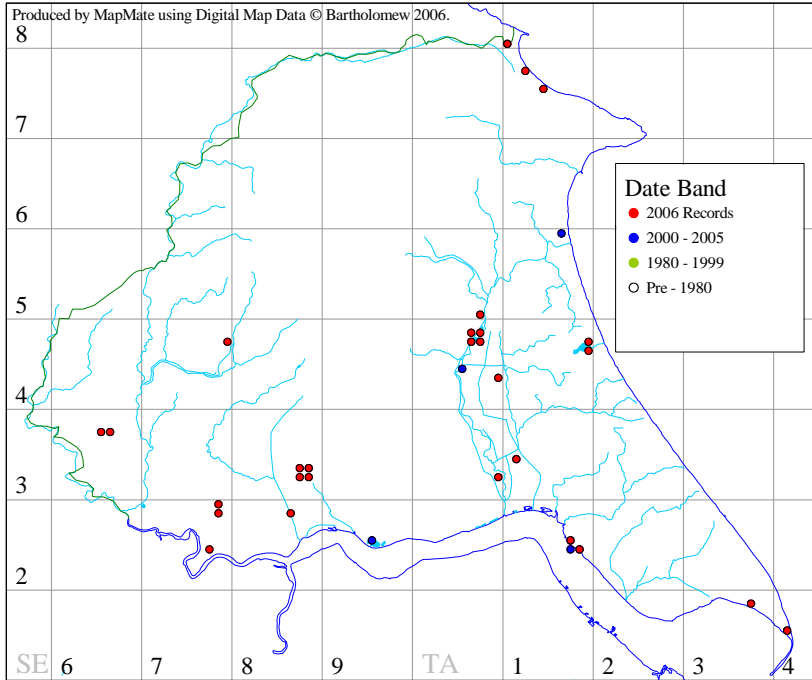 Produced by MapMate using Digital Map Data © Bartholomew 2006.
8
7
Date Band
2006 Records
6
2000 - 2005
1980 - 1999
Pre - 1980
5
4
3
2
SE 6 7 8 9 TA 1 2 3 4